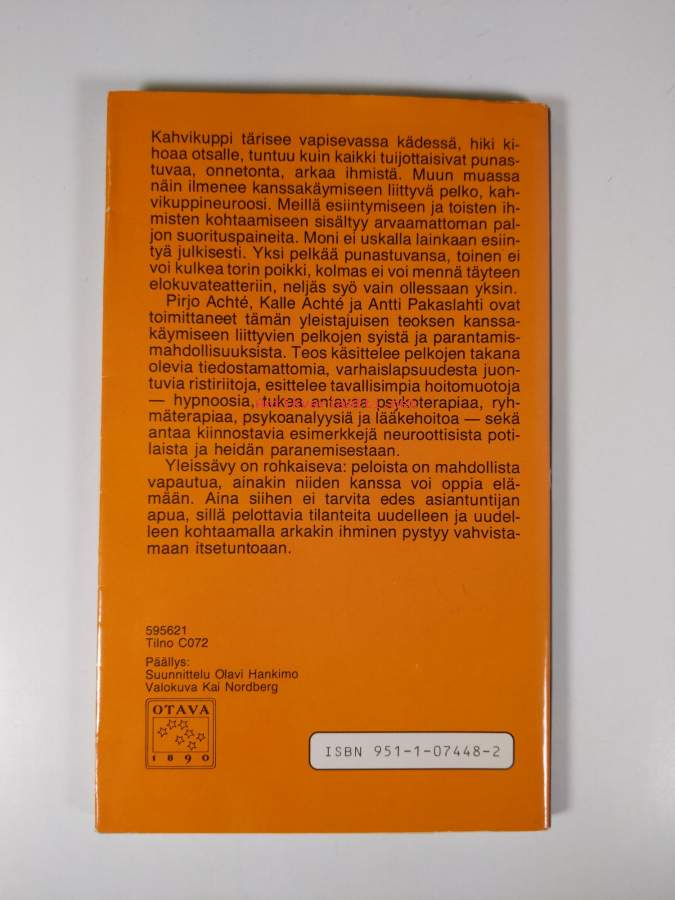 Kahvikuppi tärisee vapisevassa kädessä, hiki ki-
hoaa otsalle, tuntuu kuin kaikki tuijottaisivat punas-
tuvaa, onnetonta, arkaa ihmistä. Muun muassa
näin ilmenee kanssakäymiseen liittyvä pelko, kah-
vikuppineuroosi. Meillä esiintymiseen ja toisten ih-
misten kohtaamiseen sisältyy arvaamattoman pal-
jon suorituspaineita. Moni ei uskalla lainkaan esiin-
tyä julkisesti. Yksi pelkää punastuvansa, toinen ei
voi kulkea torin poikki, kolmas ei voi mennä täyteen
elokuvateatteriin, neljäs syö vain ollessaan yksin.
Pirjo Achté, Kalle Achté ja Antti Pakaslahti ovat
toimittaneet tämän yleistajuisen teoksen kanssa-
käymiseen liittyvien pelkojen syistä ja parantamis-
mahdollisuuksista. Teos käsittelee pelkojen takana
olevia tiedostamattomia, varhaislapsuudesta juon-
tuvia ristiriitoja, esittelee tavallisimpia hoitomuotoja
— hypnoosia, tukea antavaa psykoterapiaa, ryh-
mäterapiaa, psykoanalyysiä ja lääkehoitoa — sekä
antaa kiinnostavia esimerkkejä neuroottisista poti-
laista ja heidän paranemisestaan.
Yleissävy on rohkaiseva: peloista on mahdollista
vapautua, ainakin niiden kanssa voi oppia elä-
mään. Aina siihen ei tarvita edes asiantuntijan
apua, sillä pelottavia tilanteita uudelleen ja uudel-
leen kohtaamalla arkakin ihminen pystyy vahvista-
maan itsetuntoaan.
595621
Tilno C072
Päällys:
Suunnittelu Olavi Hankimo
Valokuva Kai Nordberg
OTAVA
1890
ISBN 951-1-07448-2